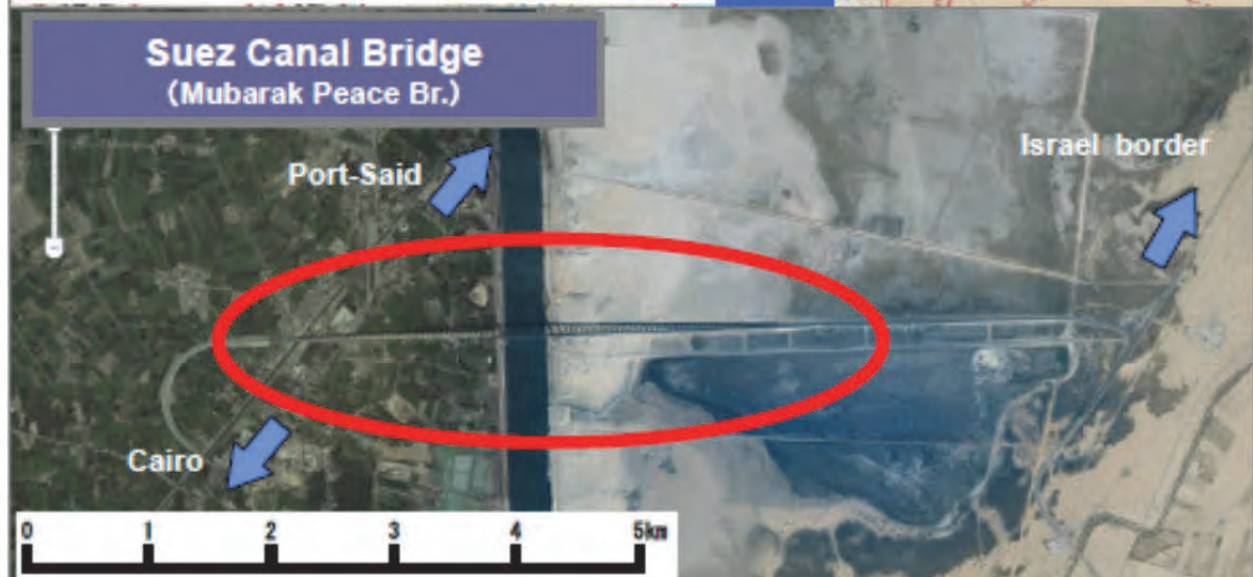 Suez Canal Bridge
(Mubarak Peace Br.)
Port-Said
Israel border
Cairo
0 1 2 3 4 5km